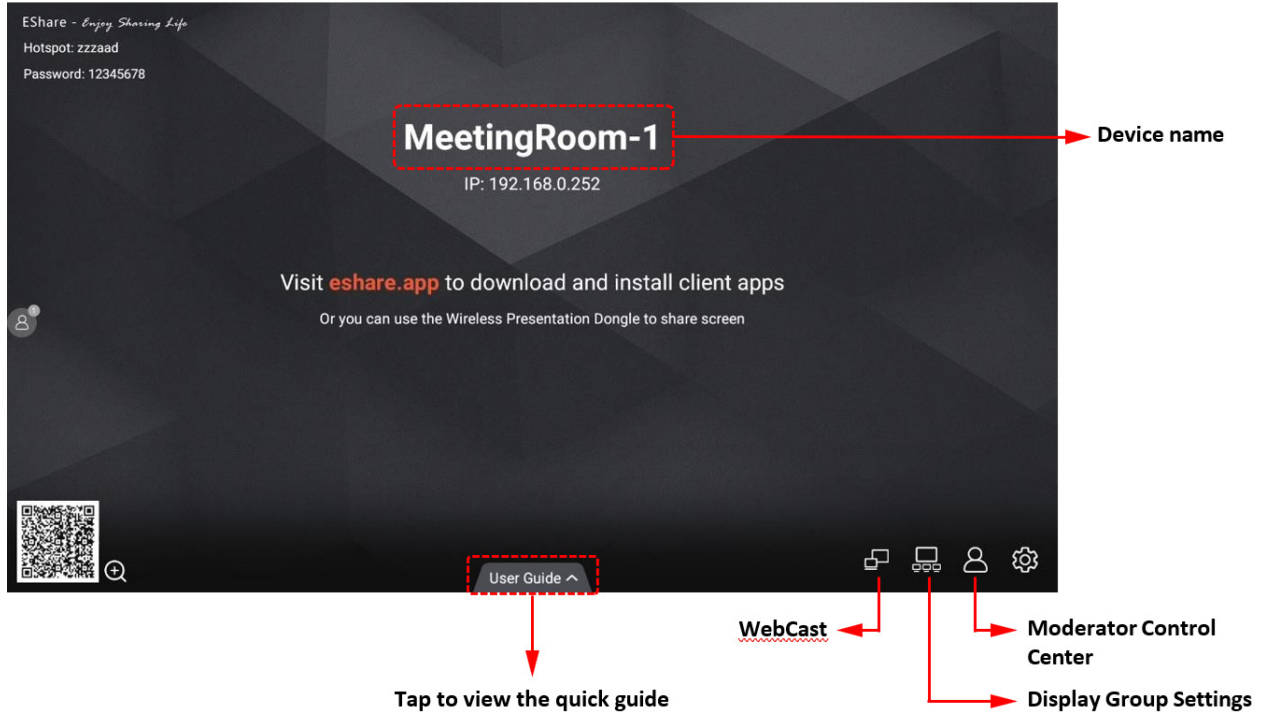 EShare - Enjoy Sharing Life
Hotspot: zzzaad
Password: 12345678
MeetingRoom-1
Device name
IP: 192.168.0.252
Visit eshare.app to download and install client apps
Or you can use the Wireless Presentation Dongle to share screen
1
User Guide
WebCast
Moderator Control
Center
Tap to view the quick guide
Display Group Settings